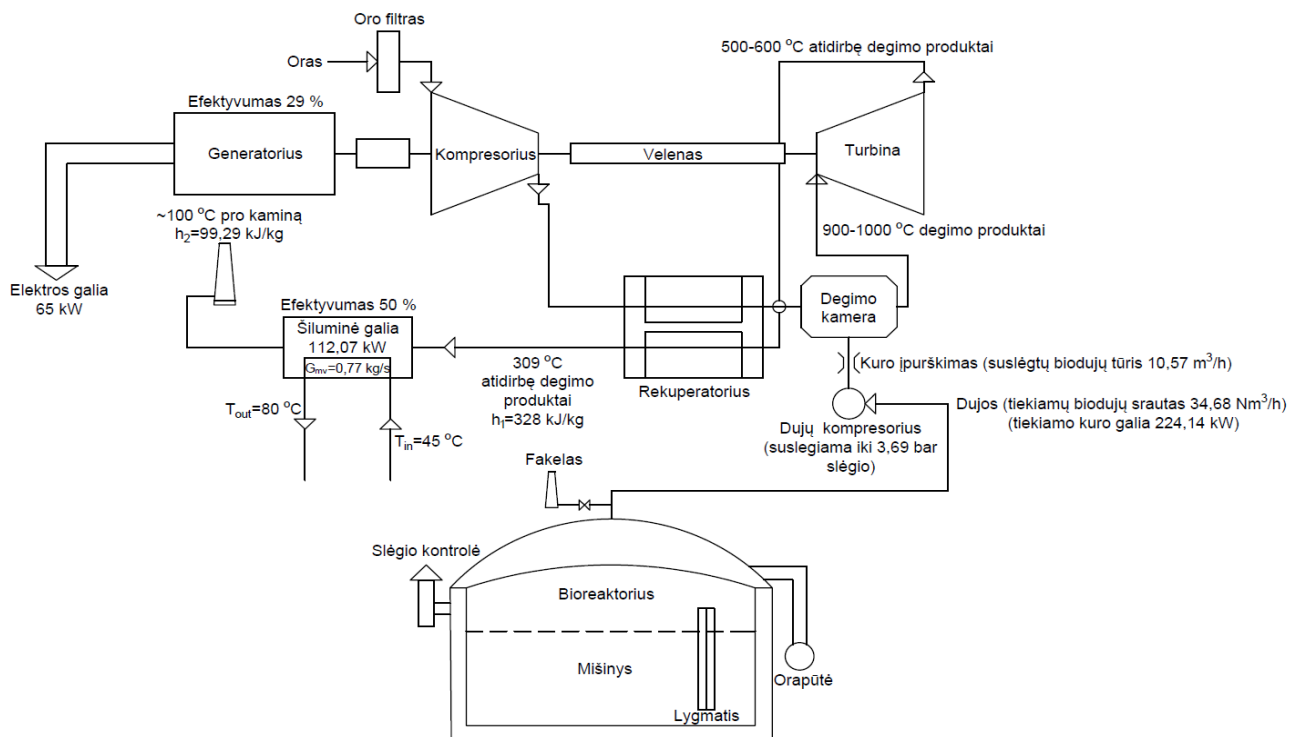 Oro filtras
Oras
500-600 °C atidirbę degimo produktai
Efektyvumas 29 %
Generatorius
Kompresorius
Velenas
Turbina
~100 °C pro kaminą
h₂=99,29 kJ/kg
900-1000 °C degimo produktai
Elektros galia
65 kW
Efektyvumas 50 %
Šiluminė galia
112,07 kW
Gmv=0,77 kg/s
Degimo
kamera
309 °C
atidirbę degimo
produktai
h₁=328 kJ/kg
Rekuperatorius
Kuro įpurškimas (suslėgtų biodujų tūris 10,57 m³/h)
Tout=80 °C
Tin=45 °C
Dujos (tiekiamų biodujų srautas 34,68 Nm³/h)
(tiekiamo kuro galia 224,14 kW)
Dujų kompresorius
(suslegiama iki 3,69 bar
slėgio)
Fakelas
Slėgio kontrolė
Bioreaktorius
Mišinys
Orapūtė
Lygmatis